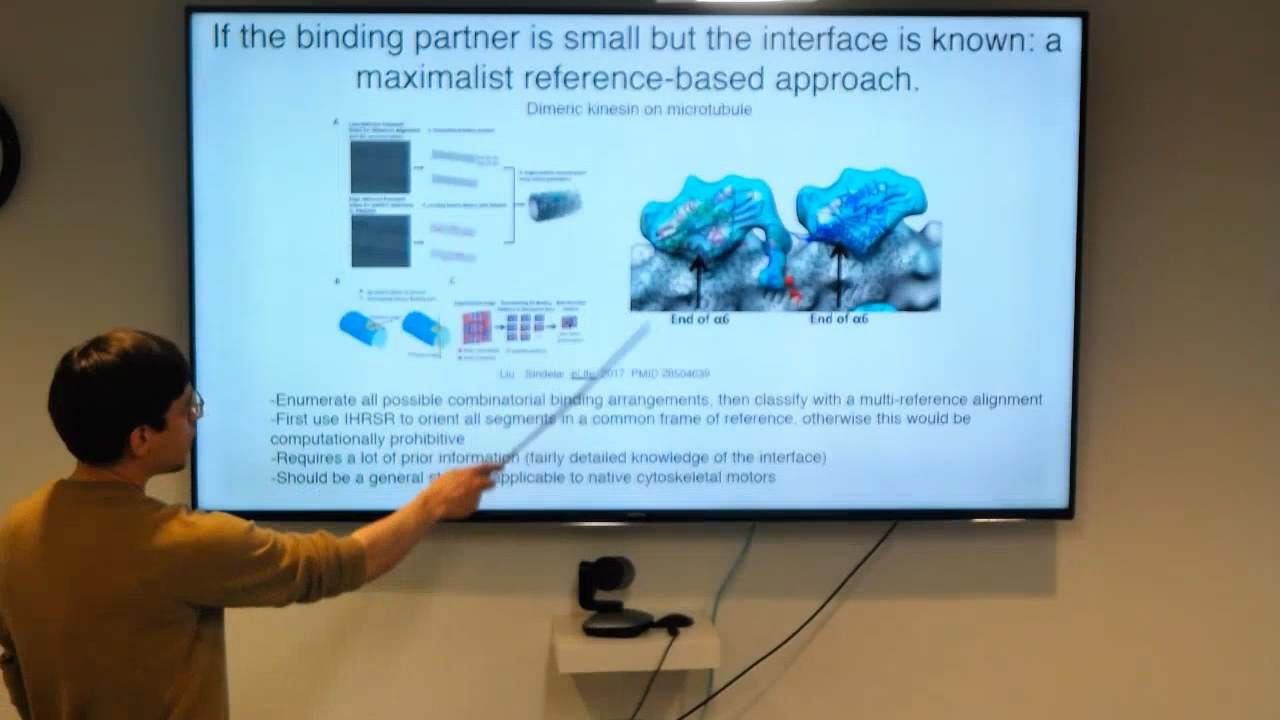 If the binding partner is small but the interface is known: a
maximalist reference-based approach.
Dimeric kinesin on microtubule
A
B
C
End of α6
End of α6
Liu Sindelar eLife 2017 PMID 28504639
-Enumerate all possible combinatorial binding arrangements, then classify with a multi-reference alignment
-First use IHRSR to orient all segments in a common frame of reference, otherwise this would be
computationally prohibitive
-Requires a lot of prior information (fairly detailed knowledge of the interface)
-Should be a general applicable to native cytoskeletal motors